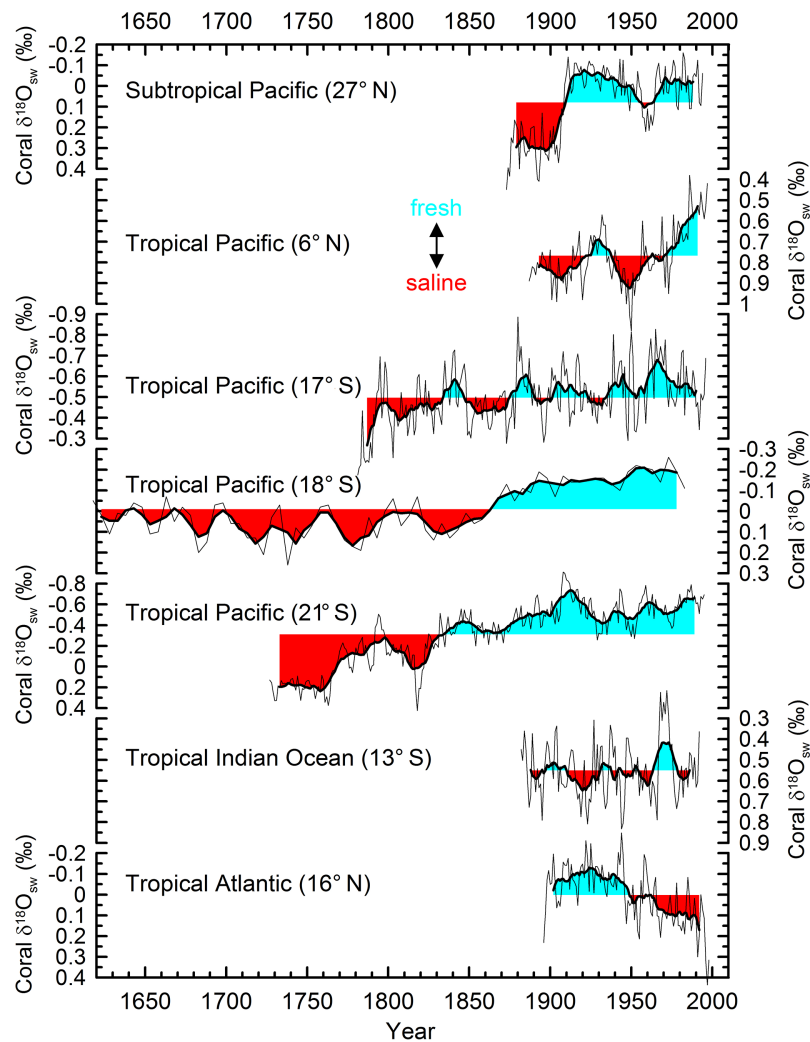 1650 1700 1750 1800 1850 1900 1950 2000
Coral δ18Osw (‰)
-0.2
-0.1
0
0.1
0.2
0.3
0.4
Subtropical Pacific (27° N)
0.4
0.5
0.6
0.7
0.8
0.9
1
Coral δ18Osw (‰)
Tropical Pacific (6° N)
fresh
saline
Coral δ18Osw (‰)
-0.9
-0.8
-0.7
-0.6
-0.5
-0.4
-0.3
Tropical Pacific (17° S)
-0.3
-0.2
-0.1
0
0.1
0.2
0.3
Coral δ18Osw (‰)
Tropical Pacific (18° S)
Coral δ18Osw (‰)
-0.8
-0.6
-0.4
-0.2
0
0.2
0.4
Tropical Pacific (21° S)
0.3
0.4
0.5
0.6
0.7
0.8
0.9
Coral δ18Osw (‰)
Tropical Indian Ocean (13° S)
Coral δ18Osw (‰)
-0.2
-0.1
0
0.1
0.2
0.3
0.4
Tropical Atlantic (16° N)
1650 1700 1750 1800 1850 1900 1950 2000
Year